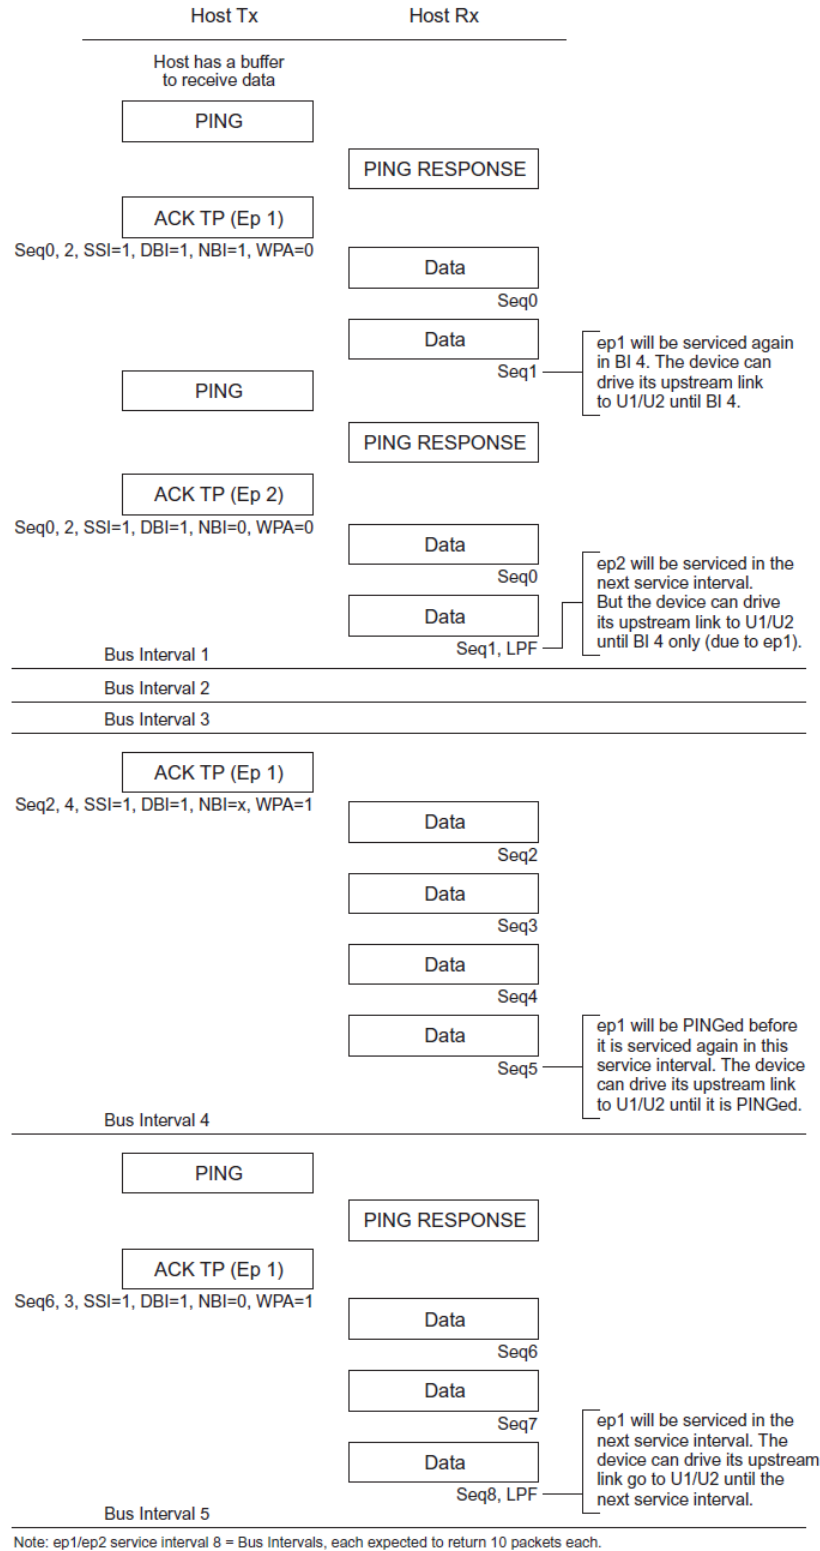 Host Tx
Host Rx
Host has a buffer
to receive data
PING
PING RESPONSE
ACK TP (Ep 1)
Seq0, 2, SSI=1, DBI=1, NBI=1, WPA=0
Data
Seq0
Data
Seq1
ep1 will be serviced again
in BI 4. The device can
drive its upstream link
to U1/U2 until BI 4.
PING
PING RESPONSE
ACK TP (Ep 2)
Seq0, 2, SSI=1, DBI=1, NBI=0, WPA=0
Data
Seq0
Data
Seq1, LPF
ep2 will be serviced in the
next service interval.
But the device can drive
its upstream link to U1/U2
until BI 4 only (due to ep1).
Bus Interval 1
Bus Interval 2
Bus Interval 3
ACK TP (Ep 1)
Seq2, 4, SSI=1, DBI=1, NBI=x, WPA=1
Data
Seq2
Data
Seq3
Data
Seq4
Data
Seq5
ep1 will be PINGed before
it is serviced again in this
service interval. The device
can drive its upstream link
to U1/U2 until it is PINGed.
Bus Interval 4
PING
PING RESPONSE
ACK TP (Ep 1)
Seq6, 3, SSI=1, DBI=1, NBI=0, WPA=1
Data
Seq6
Data
Seq7
Data
Seq8, LPF
ep1 will be serviced in the
next service interval. The
device can drive its upstream
link go to U1/U2 until the
next service interval.
Bus Interval 5
Note: ep1/ep2 service interval 8 = Bus Intervals, each expected to return 10 packets each.